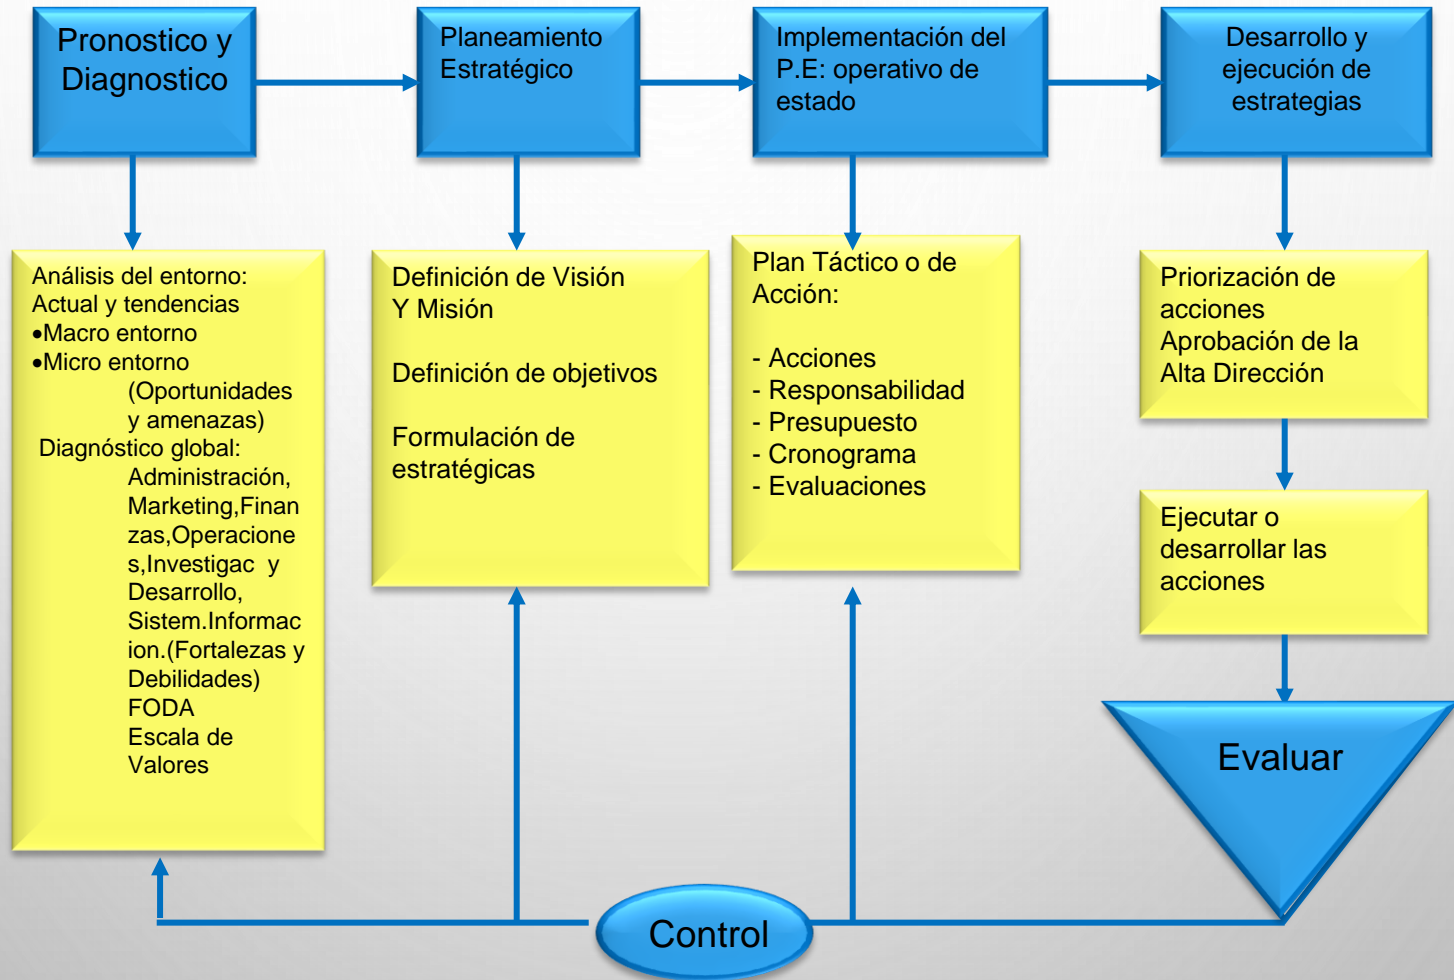 Pronostico y
Diagnostico
Planeamiento
Estratégico
Implementación del
P.E: operativo de
estado
Desarrollo y
ejecución de
estrategias
Análisis del entorno:
Actual y tendencias
•Macro entorno
•Micro entorno
(Oportunidades
y amenazas)
Diagnóstico global:
Administración,
Marketing,Finan
zas,Operacione
s,Investigac y
Desarrollo,
Sistem.Informac
ion.(Fortalezas y
Debilidades)
FODA
Escala de
Valores
Definición de Visión
Y Misión
Definición de objetivos
Formulación de
estratégicas
Plan Táctico o de
Acción:
- Acciones
- Responsabilidad
- Presupuesto
- Cronograma
- Evaluaciones
Priorización de
acciones
Aprobación de la
Alta Dirección
Ejecutar o
desarrollar las
acciones
Evaluar
Control